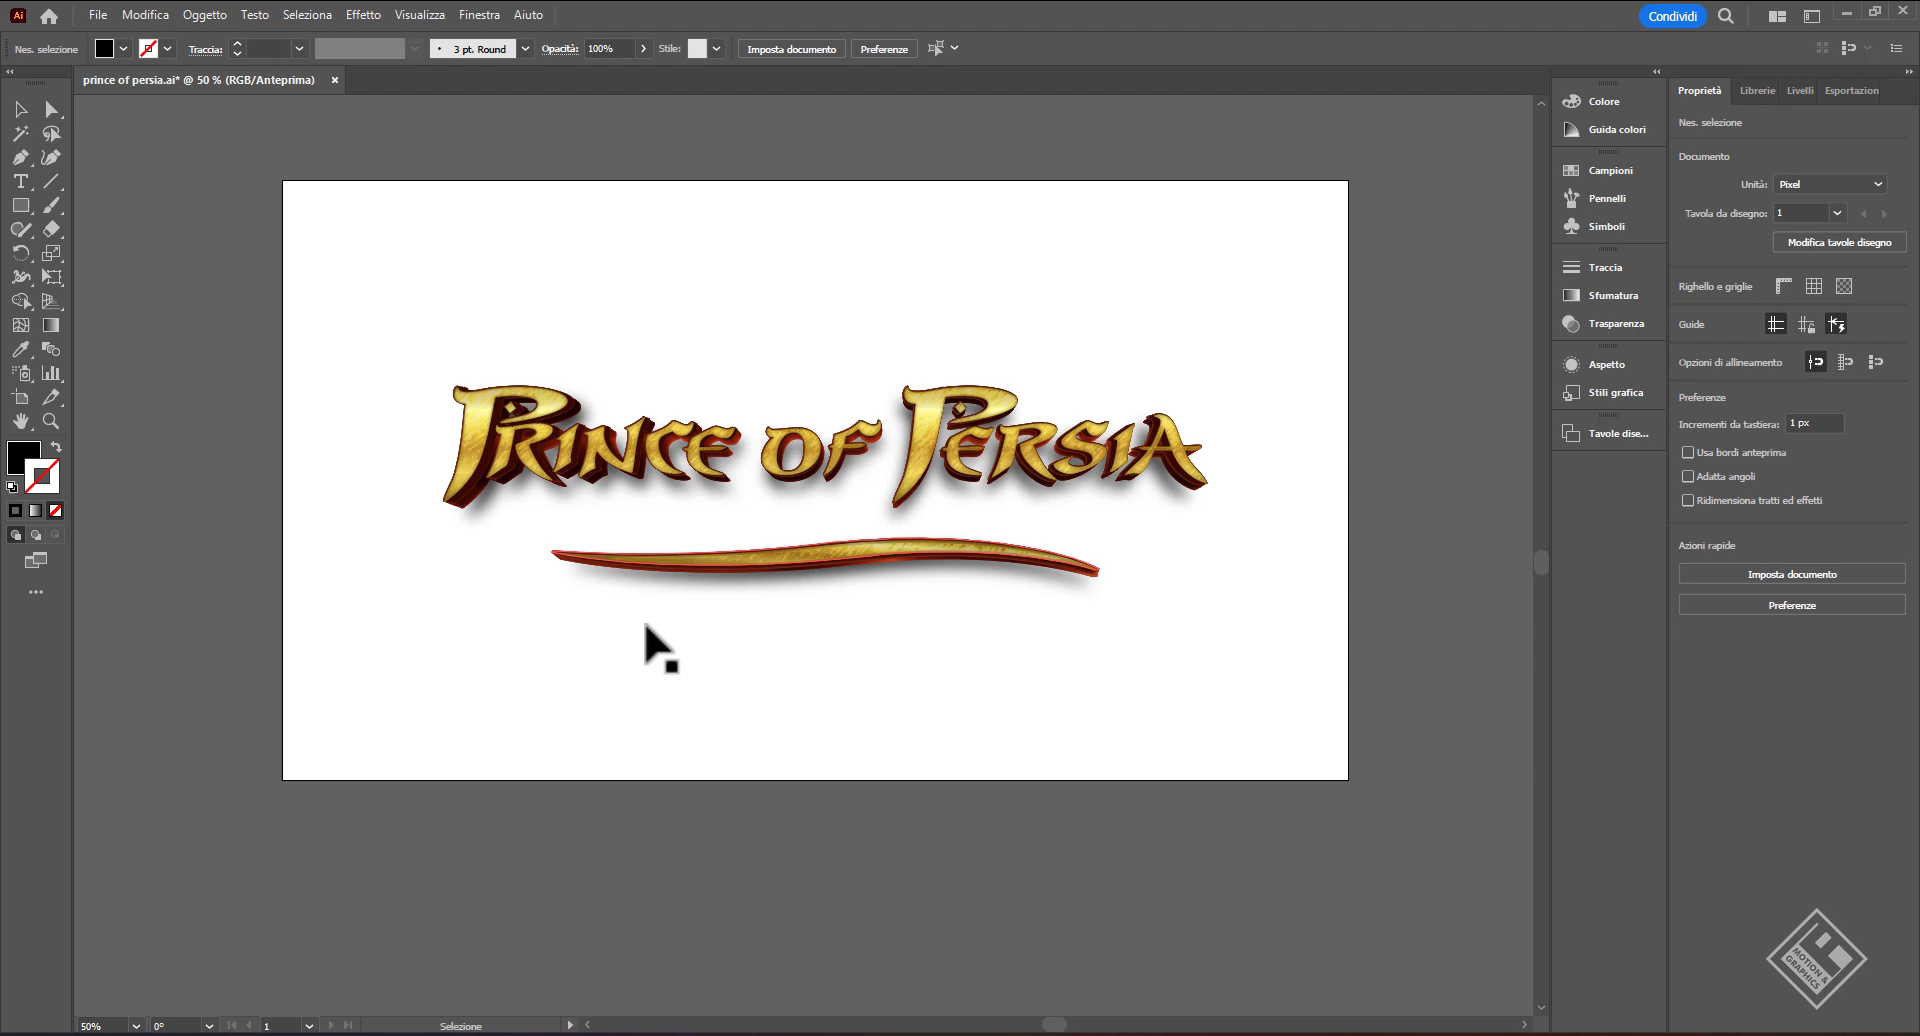 Ai File Modifica Oggetto Testo Seleziona Effetto Visualizza Finestra Aiuto Condividi
Nes. selezione Traccia: 3 pt. Round Opacità: 100% Stile: Imposta documento Preferenze
prince of persia.ai* @ 50 % (RGB/Anteprima)
PRINCE OF PERSIA
Colore
Guida colori
Campioni
Pennelli
Simboli
Traccia
Sfumatura
Trasparenza
Aspetto
Stili grafica
Tavole dise...
Proprietà Librerie Livelli Esportazion
Nes. selezione
Documento
Unità: Pixel
Tavola da disegno: 1
Modifica tavole disegno
Righello e griglie
Guide
Opzioni di allineamento
Preferenze
Incrementi da tastiera: 1 px
Usa bordi anteprima
Adatta angoli
Ridimensiona tratti ed effetti
Azioni rapide
Imposta documento
Preferenze
MOTION &
GRAPHICS
50% 0° 1 Selezione